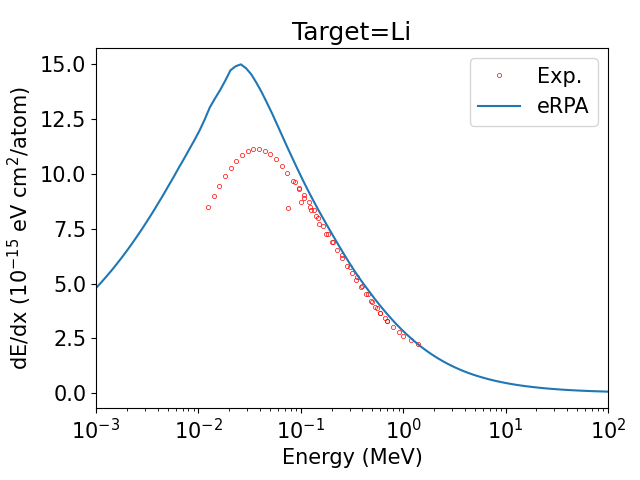 Target=Li
dE/dx (10⁻¹⁵ eV cm²/atom)
15.0
12.5
10.0
7.5
5.0
2.5
0.0
Exp.
eRPA
10⁻³ 10⁻² 10⁻¹ 10⁰ 10¹ 10²
Energy (MeV)